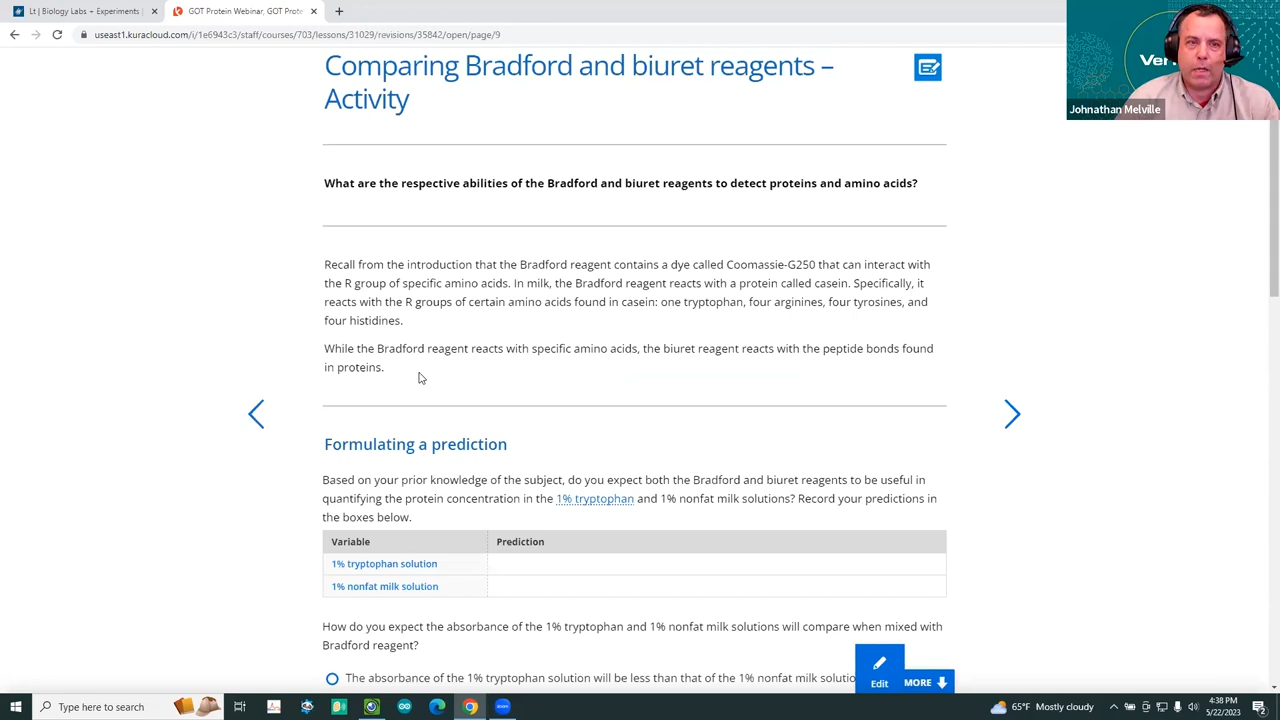 Lt | Biology Labs + Experiments |
GOT Protein Webinar, GOT Prote
useast1.kuracloud.com/i/1e6943c3/staff/courses/703/lessons/31029/revisions/35842/open/page/9
Comparing Bradford and biuret reagents –
Activity
Johnathan Melville
What are the respective abilities of the Bradford and biuret reagents to detect proteins and amino acids?
Recall from the introduction that the Bradford reagent contains a dye called Coomassie-G250 that can interact with
the R group of specific amino acids. In milk, the Bradford reagent reacts with a protein called casein. Specifically, it
reacts with the R groups of certain amino acids found in casein: one tryptophan, four arginines, four tyrosines, and
four histidines.
While the Bradford reagent reacts with specific amino acids, the biuret reagent reacts with the peptide bonds found
in proteins.
Formulating a prediction
Based on your prior knowledge of the subject, do you expect both the Bradford and biuret reagents to be useful in
quantifying the protein concentration in the 1% tryptophan and 1% nonfat milk solutions? Record your predictions in
the boxes below.
Variable Prediction
1% tryptophan solution
1% nonfat milk solution
How do you expect the absorbance of the 1% tryptophan and 1% nonfat milk solutions will compare when mixed with
Bradford reagent?
The absorbance of the 1% tryptophan solution will be less than that of the 1% nonfat milk solutio
Edit
MORE
Type here to search
65°F Mostly cloudy
4:38 PM
5/22/2023